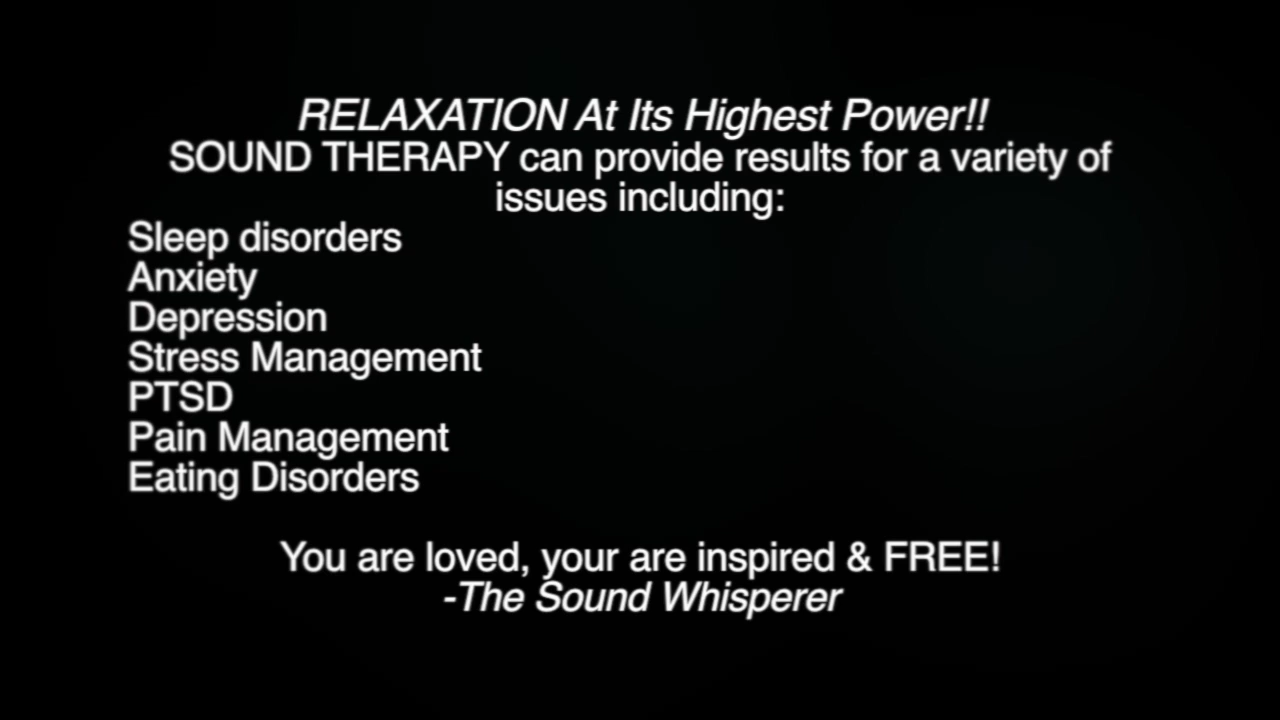 RELAXATION At Its Highest Power!!
SOUND THERAPY can provide results for a variety of
issues including:
Sleep disorders
Anxiety
Depression
Stress Management
PTSD
Pain Management
Eating Disorders
You are loved, your are inspired & FREE!
-The Sound Whisperer